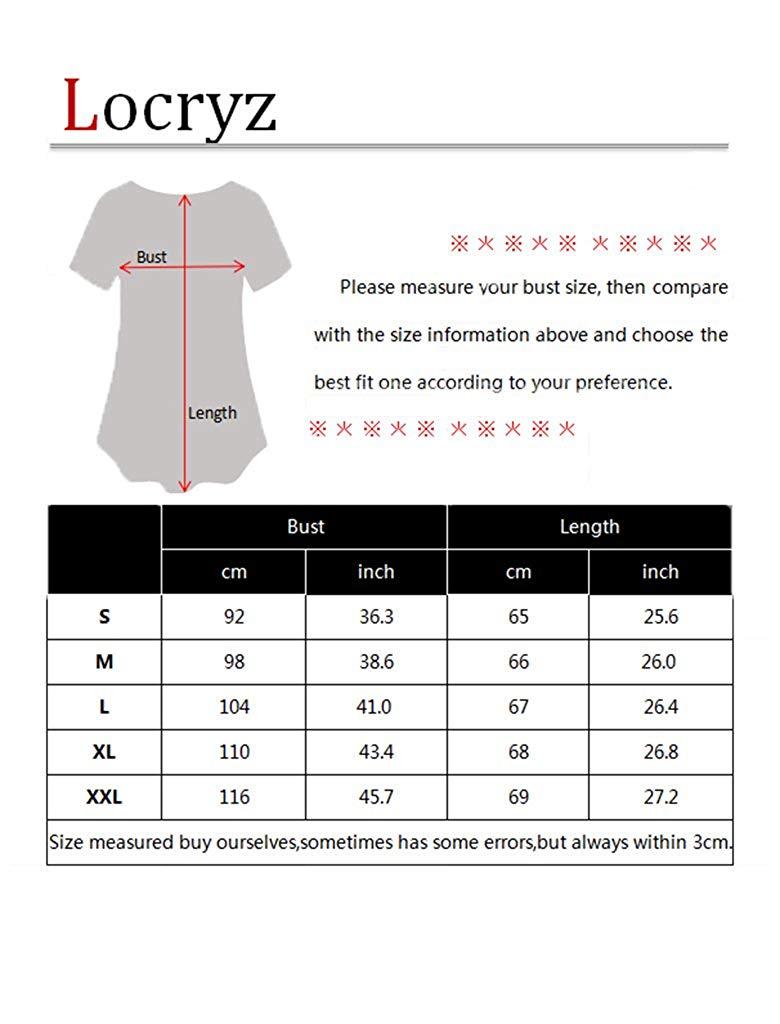 Locryz
Bust
Length
※ ⁎ ※ ⁎ ※ ⁎ ※ ⁎ ※ ⁎
Please measure your bust size, then compare
with the size information above and choose the
best fit one according to your preference.
※ ⁎ ※ ⁎ ※ ⁎ ※ ⁎ ※ ⁎
Bust Length
cm inch cm inch
S 92 36.3 65 25.6
M 98 38.6 66 26.0
L 104 41.0 67 26.4
XL 110 43.4 68 26.8
XXL 116 45.7 69 27.2
Size measured buy ourselves,sometimes has some errors,but always within 3cm.